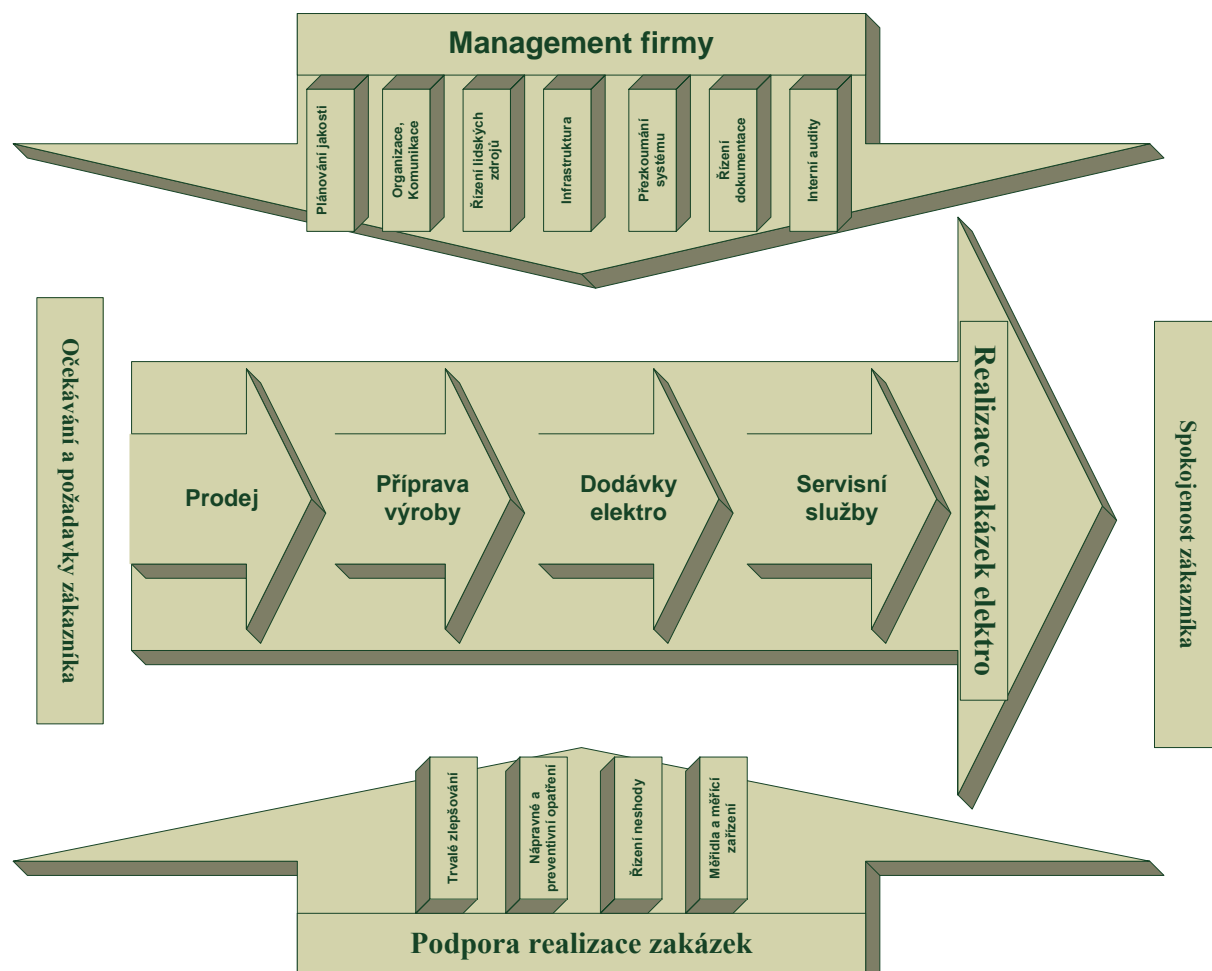 Management firmy
Plánování jakosti
Organizace,
Komunikace
Řízení lidských
zdrojů
Infrastruktura
Přezkoumání
systému
Řízení
dokumentace
Interní audity
Očekávání a požadavky zákazníka
Prodej
Příprava
výroby
Dodávky
elektro
Servisní
služby
Realizace zakázek elektro
Spokojenost zákazníka
Trvalé zlepšování
Nápravné a
preventivní opatření
Řízení neshody
Měřidla a měřící
zařízení
Podpora realizace zakázek